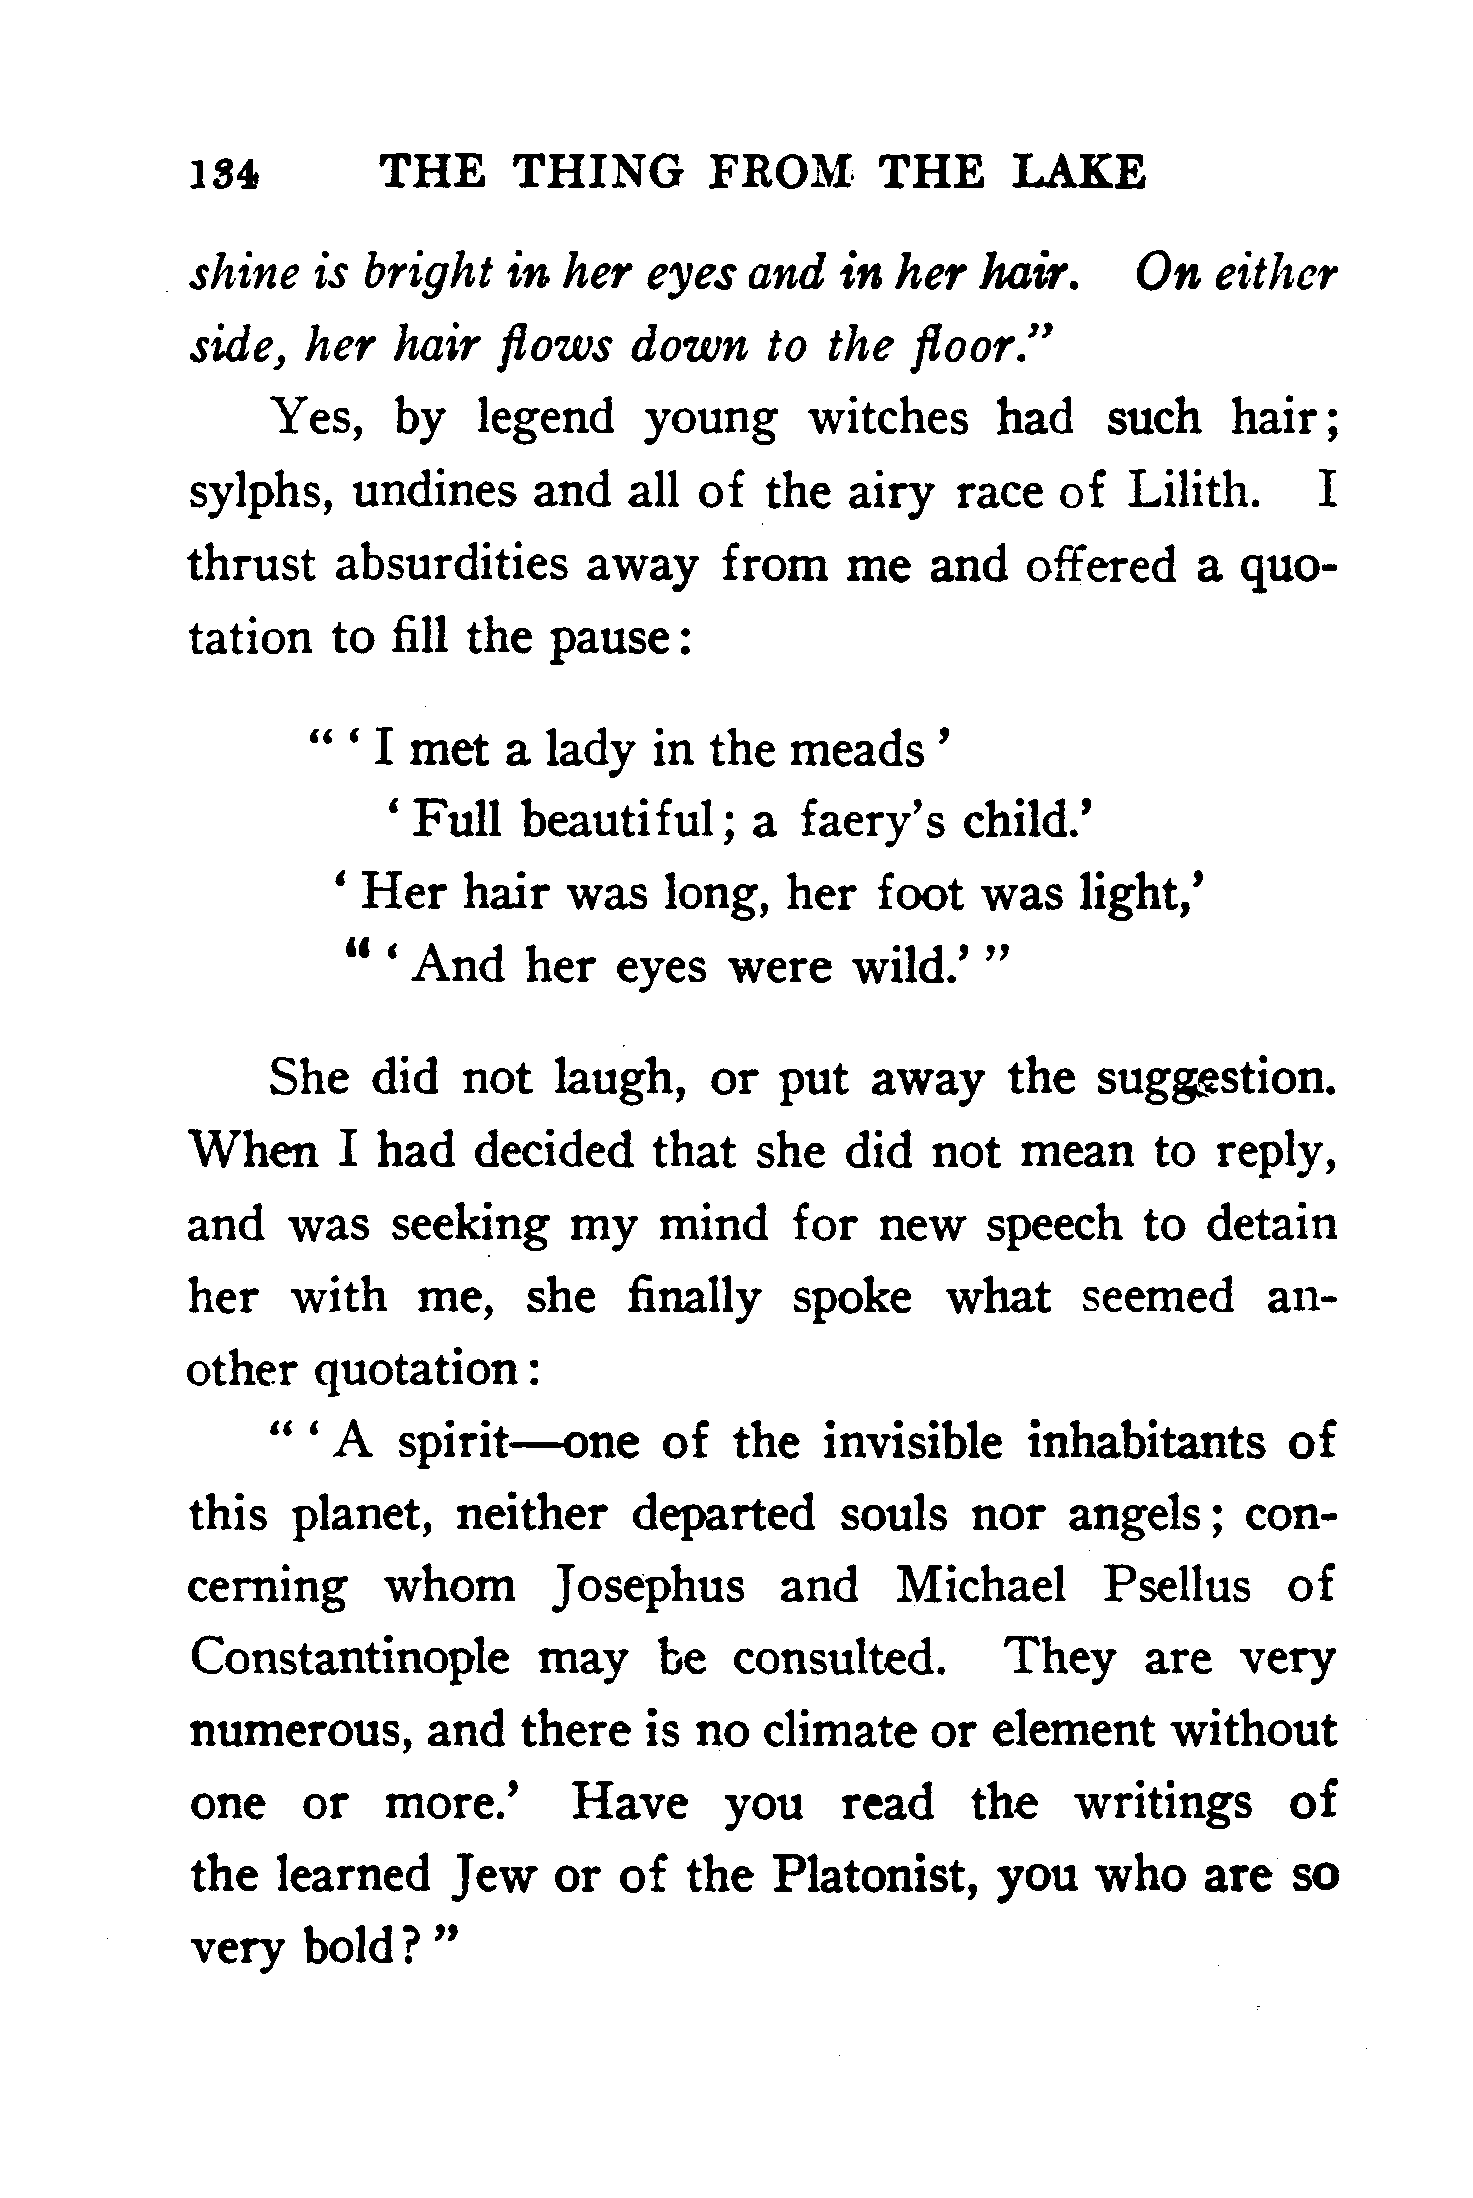 134 THE THING FROM THE LAKE
shine is bright in her eyes and in her hair. On either
side, her hair flows down to the floor."
Yes, by legend young witches had such hair;
sylphs, undines and all of the airy race of Lilith. I
thrust absurdities away from me and offered a quo-
tation to fill the pause:
" ' I met a lady in the meads '
' Full beautiful; a faery's child.'
' Her hair was long, her foot was light,'
" ' And her eyes were wild.' "
She did not laugh, or put away the suggestion.
When I had decided that she did not mean to reply,
and was seeking my mind for new speech to detain
her with me, she finally spoke what seemed an-
other quotation:
" ' A spirit—one of the invisible inhabitants of
this planet, neither departed souls nor angels; con-
cerning whom Josephus and Michael Psellus of
Constantinople may be consulted. They are very
numerous, and there is no climate or element without
one or more.' Have you read the writings of
the learned Jew or of the Platonist, you who are so
very bold? "